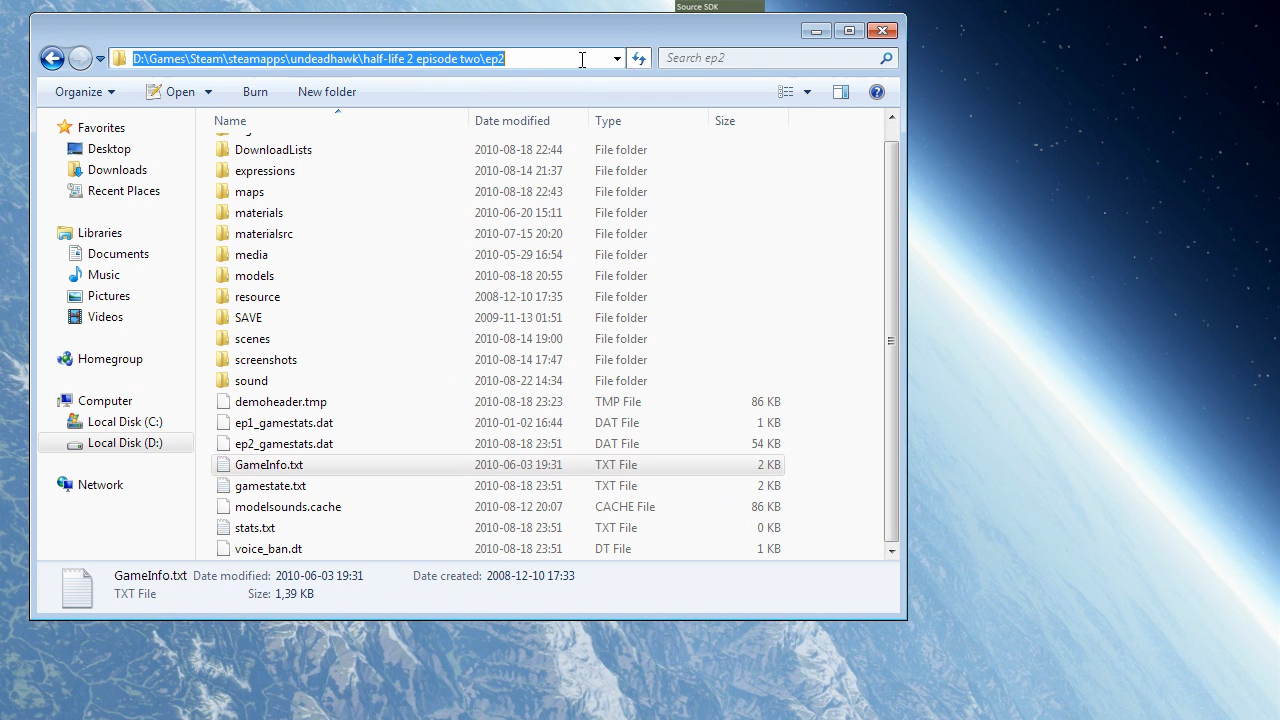 Source SDK
D:\Games\Steam\steamapps\undeadhawk\half-life 2 episode two\ep2
Search ep2
Organize Open Burn New folder
Name Date modified Type Size
Favorites
Desktop
Downloads
Recent Places
Libraries
Documents
Music
Pictures
Videos
Homegroup
Computer
Local Disk (C:)
Local Disk (D:)
Network
DownloadLists 2010-08-18 22:44 File folder
expressions 2010-08-14 21:37 File folder
maps 2010-08-18 22:43 File folder
materials 2010-06-20 15:11 File folder
materialsrc 2010-07-15 20:20 File folder
media 2010-05-29 16:54 File folder
models 2010-08-18 20:55 File folder
resource 2008-12-10 17:35 File folder
SAVE 2009-11-13 01:51 File folder
scenes 2010-08-14 19:00 File folder
screenshots 2010-08-14 17:47 File folder
sound 2010-08-22 14:34 File folder
demoheader.tmp 2010-08-18 23:23 TMP File 86 KB
ep1_gamestats.dat 2010-01-02 16:44 DAT File 1 KB
ep2_gamestats.dat 2010-08-18 23:51 DAT File 54 KB
GameInfo.txt 2010-06-03 19:31 TXT File 2 KB
gamestate.txt 2010-08-18 23:51 TXT File 2 KB
modelsounds.cache 2010-08-12 20:07 CACHE File 86 KB
stats.txt 2010-08-18 23:51 TXT File 0 KB
voice_ban.dt 2010-08-18 23:51 DT File 1 KB
GameInfo.txt Date modified: 2010-06-03 19:31 Date created: 2008-12-10 17:33
TXT File Size: 1,39 KB